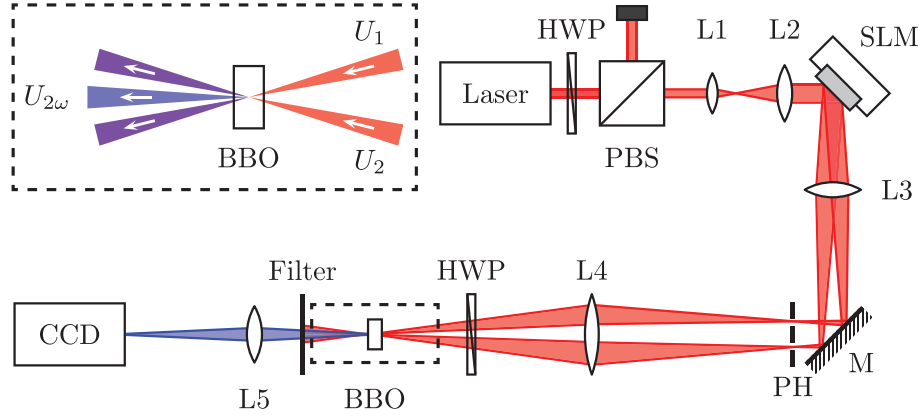 U₁
U₂ω
U₂
BBO
HWP
L1
L2
SLM
Laser
PBS
L3
Filter
HWP
L4
CCD
L5
BBO
PH
M